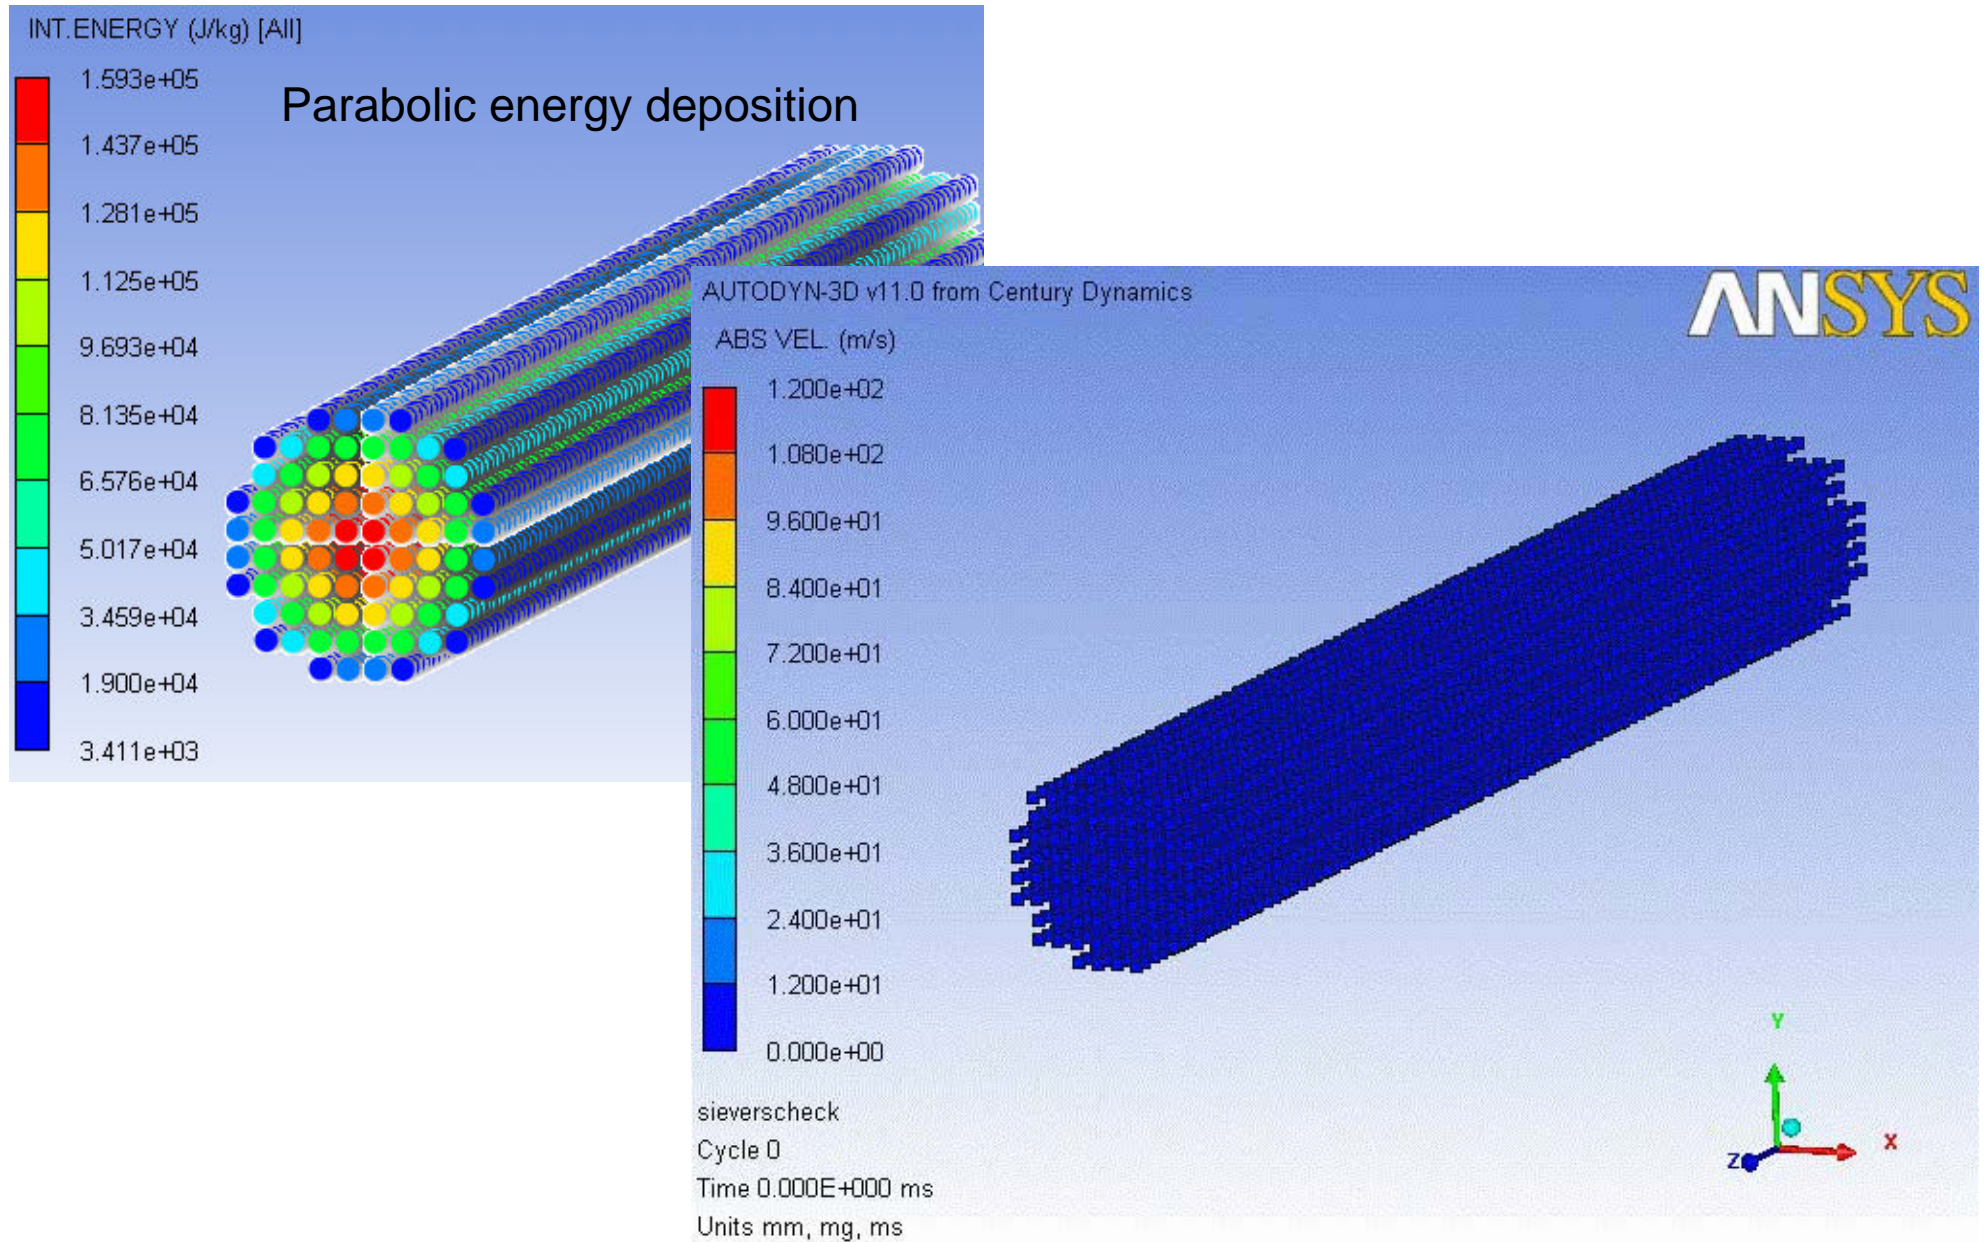 INT.ENERGY (J/kg) [All]
Parabolic energy deposition
1.593e+05
1.437e+05
1.281e+05
1.125e+05
9.693e+04
8.135e+04
6.576e+04
5.017e+04
3.459e+04
1.900e+04
3.411e+03
AUTODYN-3D v11.0 from Century Dynamics
ANSYS
ABS VEL. (m/s)
1.200e+02
1.080e+02
9.600e+01
8.400e+01
7.200e+01
6.000e+01
4.800e+01
3.600e+01
2.400e+01
1.200e+01
0.000e+00
Y
X
Z
sieverscheck
Cycle 0
Time 0.000E+000 ms
Units mm, mg, ms